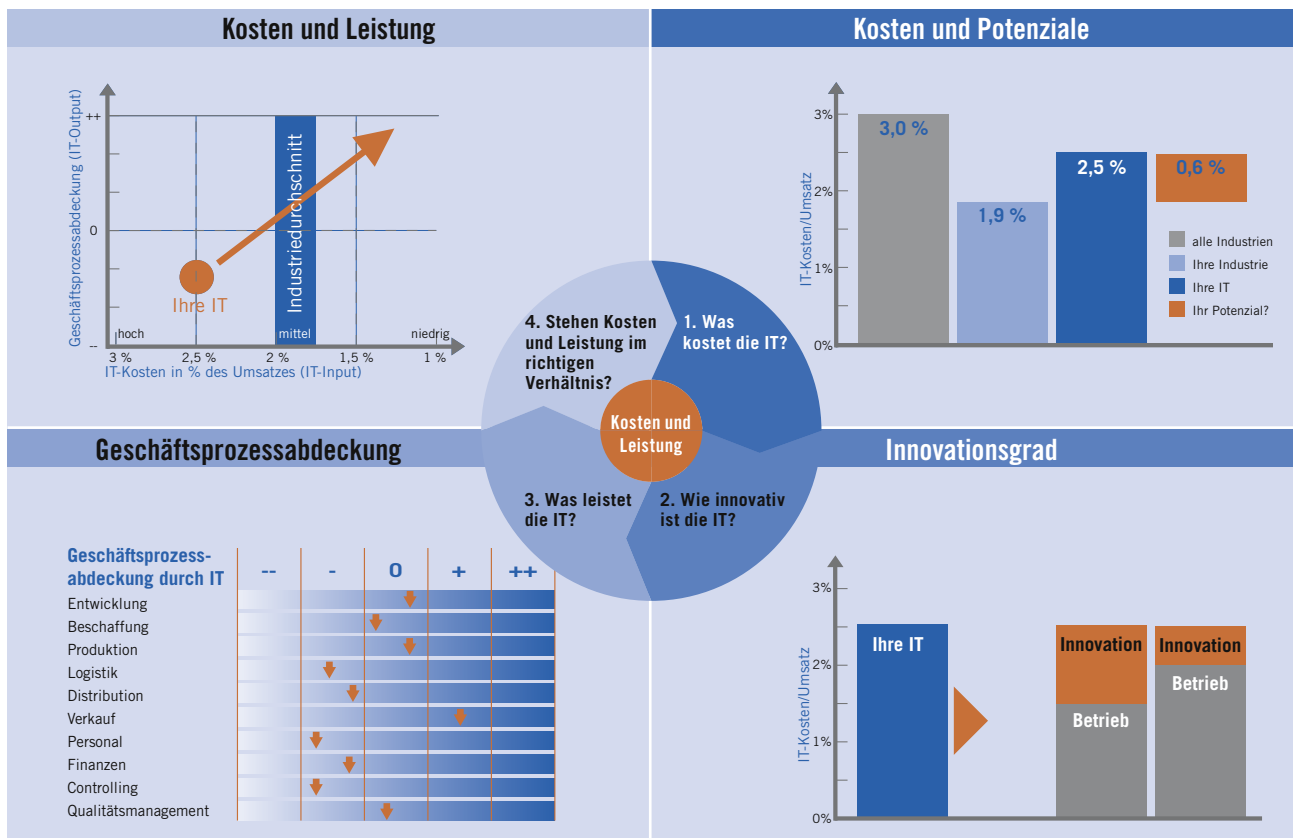 Kosten und Leistung
Geschäftsprozessabdeckung (IT-Output)
++
0
--
Industriedurchschnitt
Ihre IT
hoch
mittel
niedrig
3 %
2,5 %
2 %
1,5 %
1 %
IT-Kosten in % des Umsatzes (IT-Input)
Kosten und Potenziale
IT-Kosten/Umsatz
3%
2%
1%
0%
3,0 %
1,9 %
2,5 %
0,6 %
alle Industrien
Ihre Industrie
Ihre IT
Ihr Potenzial?
4. Stehen Kosten
und Leistung im
richtigen
Verhältnis?
1. Was
kostet die IT?
Kosten und
Leistung
3. Was leistet
die IT?
2. Wie innovativ
ist die IT?
Geschäftsprozessabdeckung
Geschäftsprozess-
abdeckung durch IT
--
-
0
+
++
Entwicklung
Beschaffung
Produktion
Logistik
Distribution
Verkauf
Personal
Finanzen
Controlling
Qualitätsmanagement
Innovationsgrad
IT-Kosten/Umsatz
3%
2%
1%
0%
Ihre IT
Innovation
Betrieb
Innovation
Betrieb